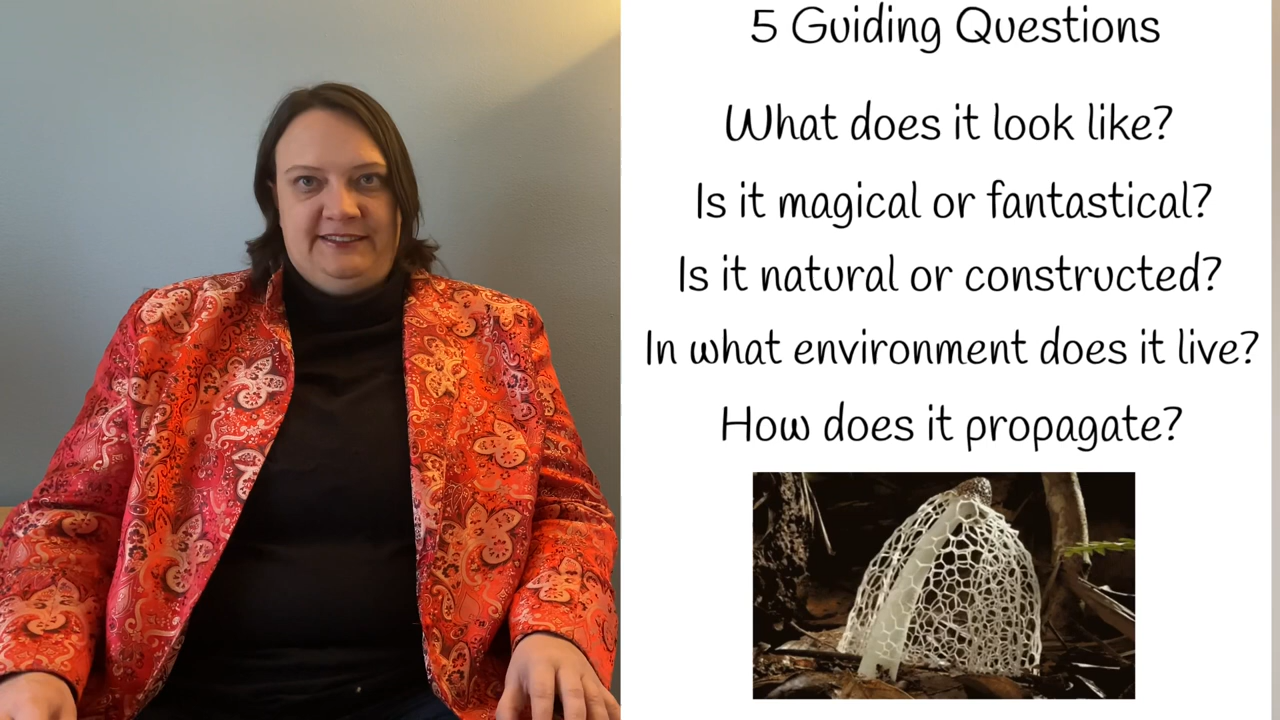 5 Guiding Questions
What does it look like?
Is it magical or fantastical?
Is it natural or constructed?
In what environment does it live?
How does it propagate?